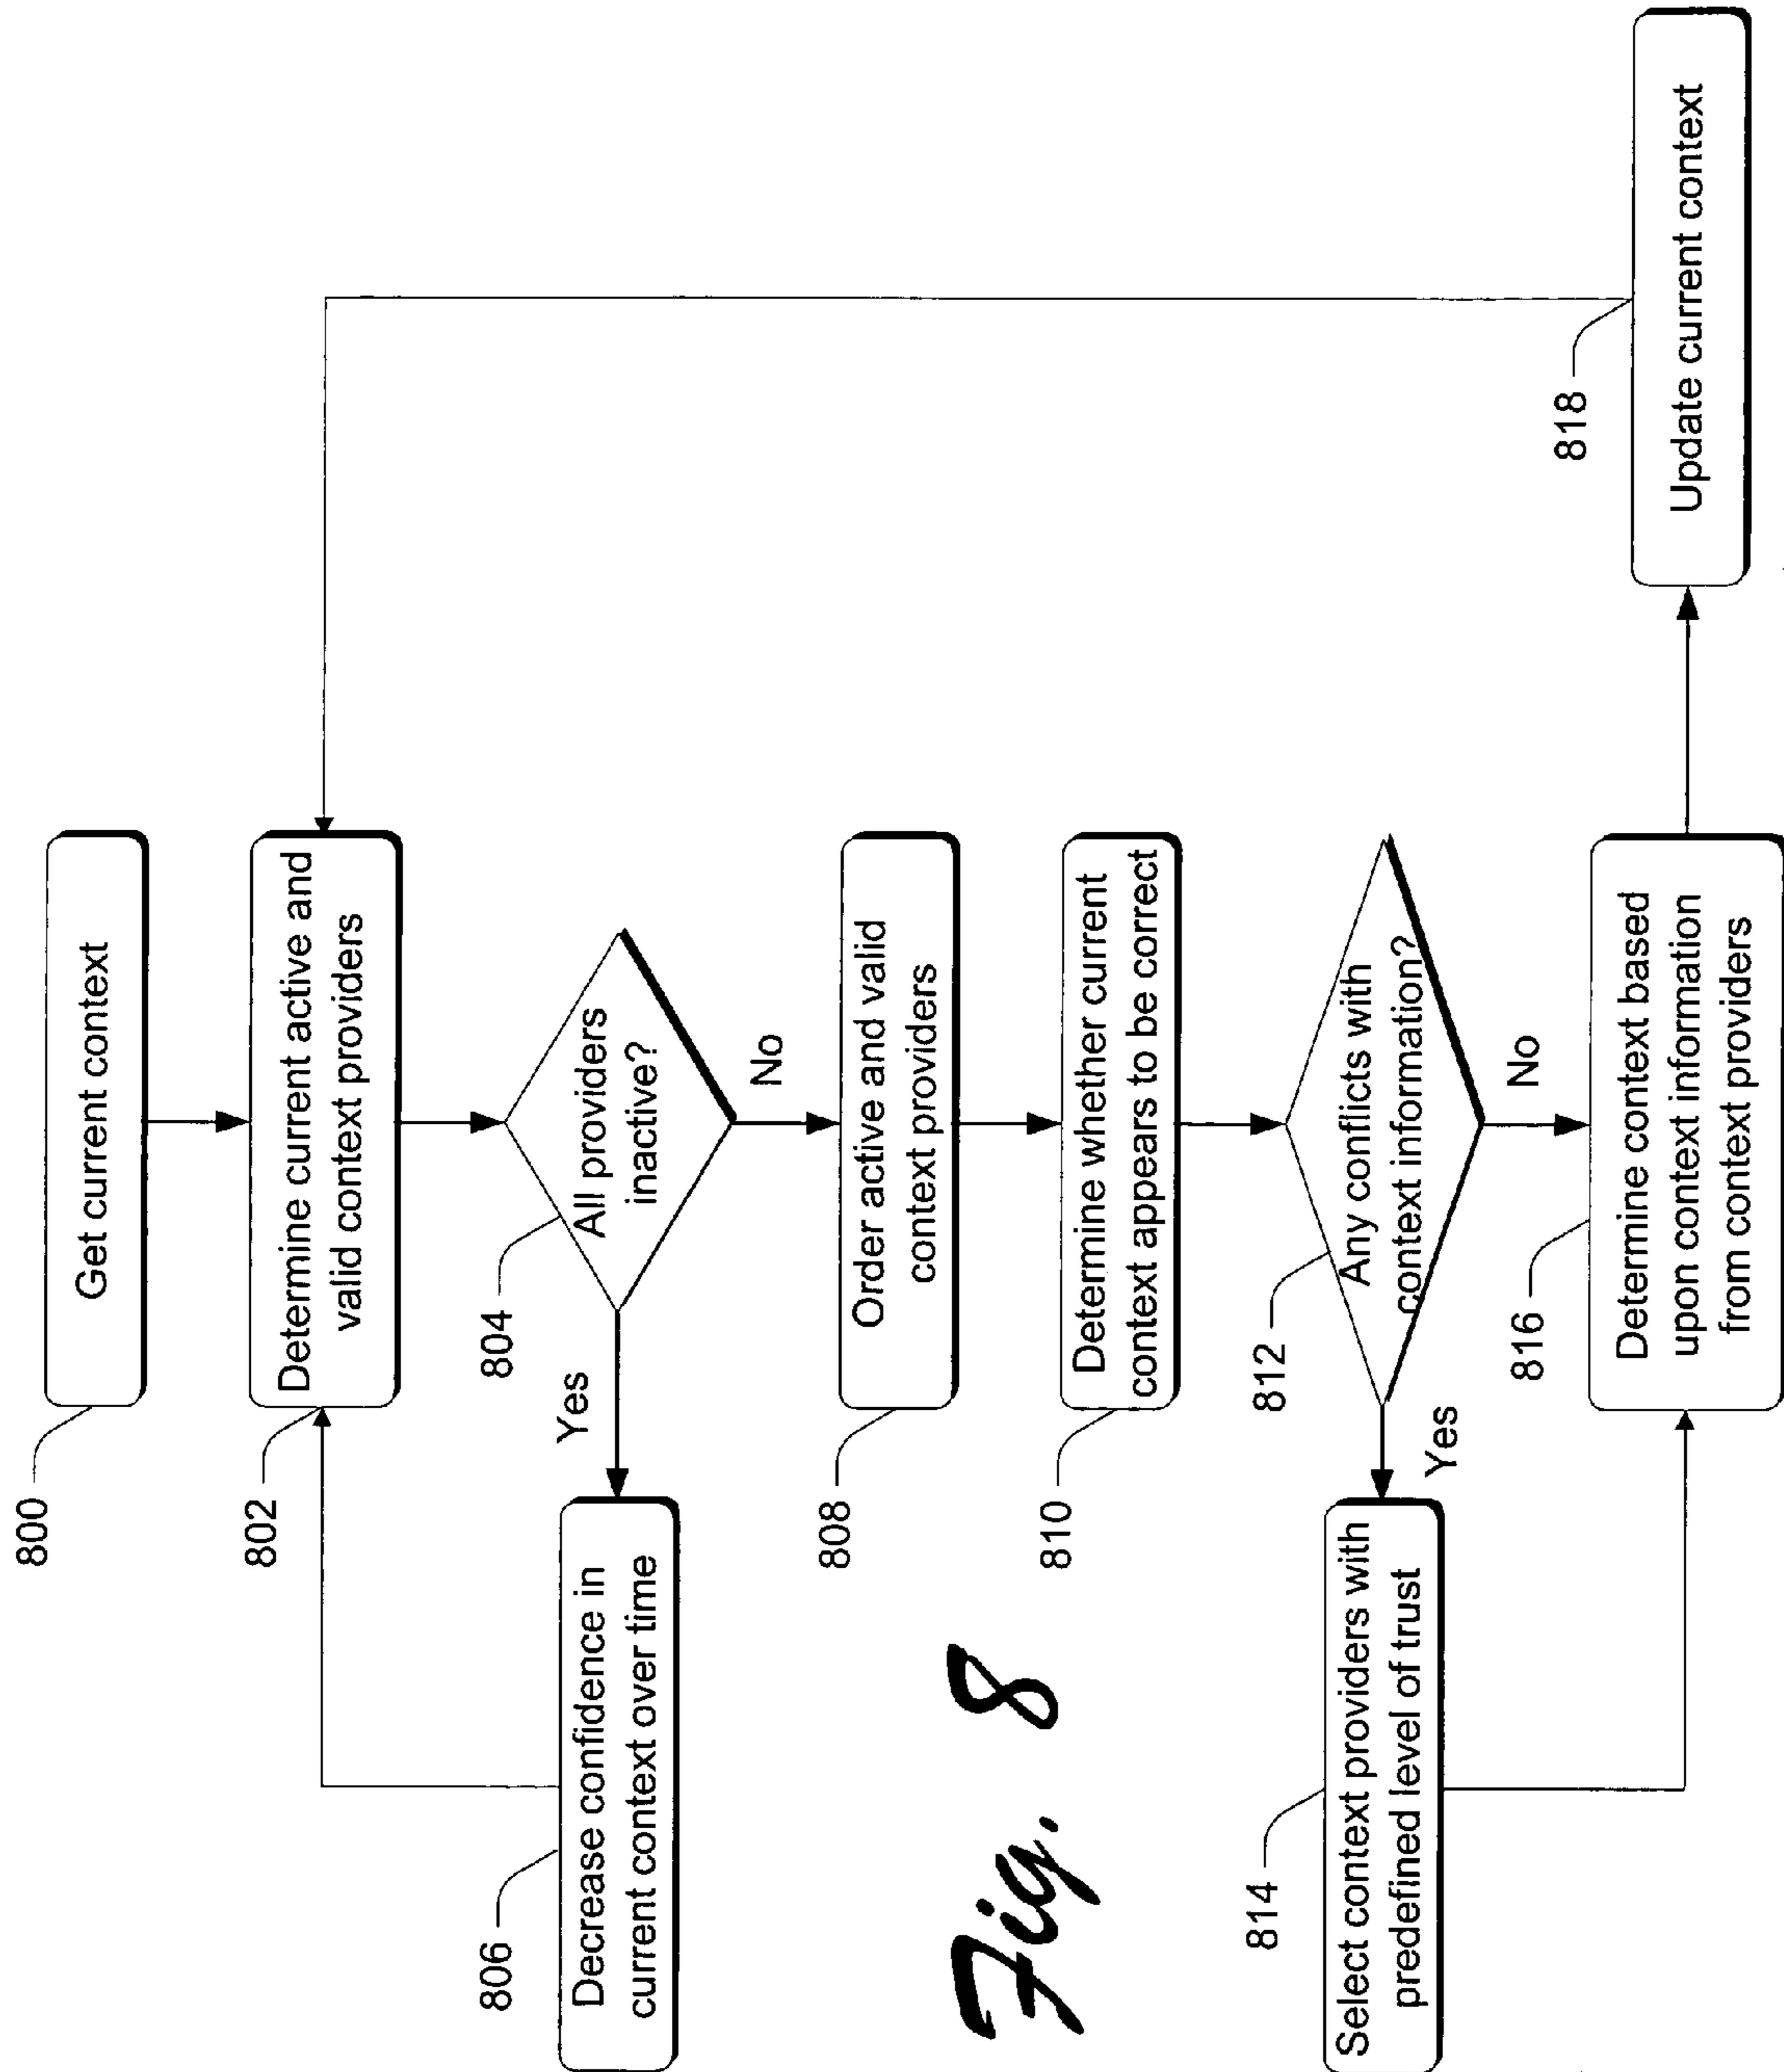 800
Get current context
802
Determine current active and
valid context providers
804
All providers
inactive?
Yes
No
806
Decrease confidence in
current context over time
808
Order active and valid
context providers
810
Determine whether current
context appears to be correct
812
Any conflicts with
context information?
Yes
No
814
Select context providers with
predefined level of trust
816
Determine context based
upon context information
from context providers
818
Update current context
Fig. 8